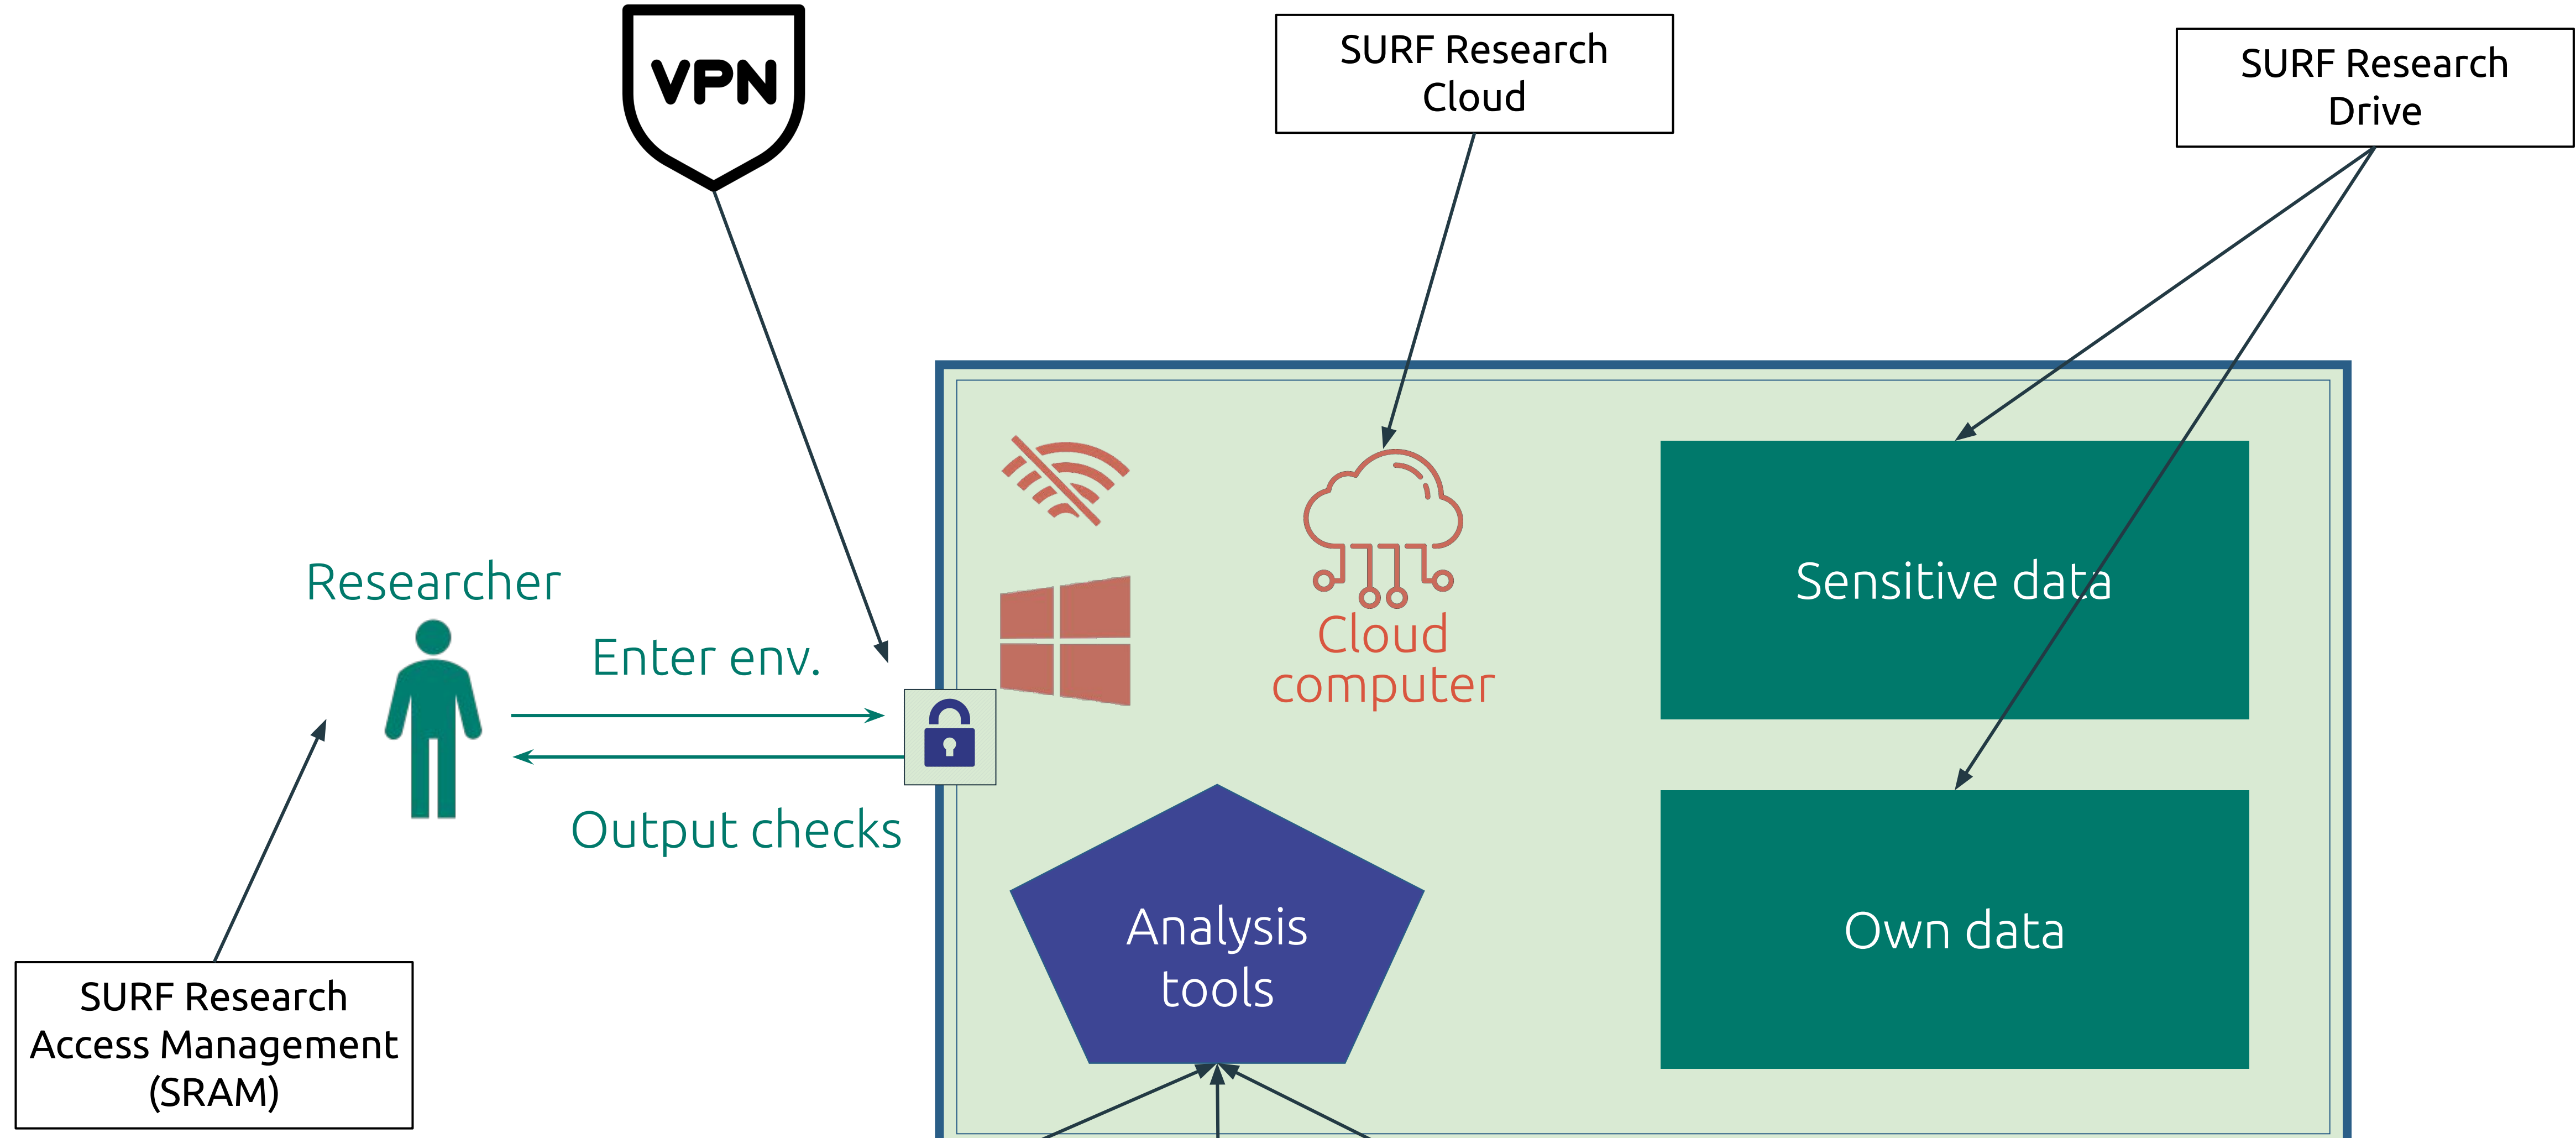 VPN
SURF Research
Cloud
SURF Research
Drive
Researcher
Enter env.
Output checks
Cloud
computer
Sensitive data
Own data
Analysis
tools
SURF Research
Access Management
(SRAM)